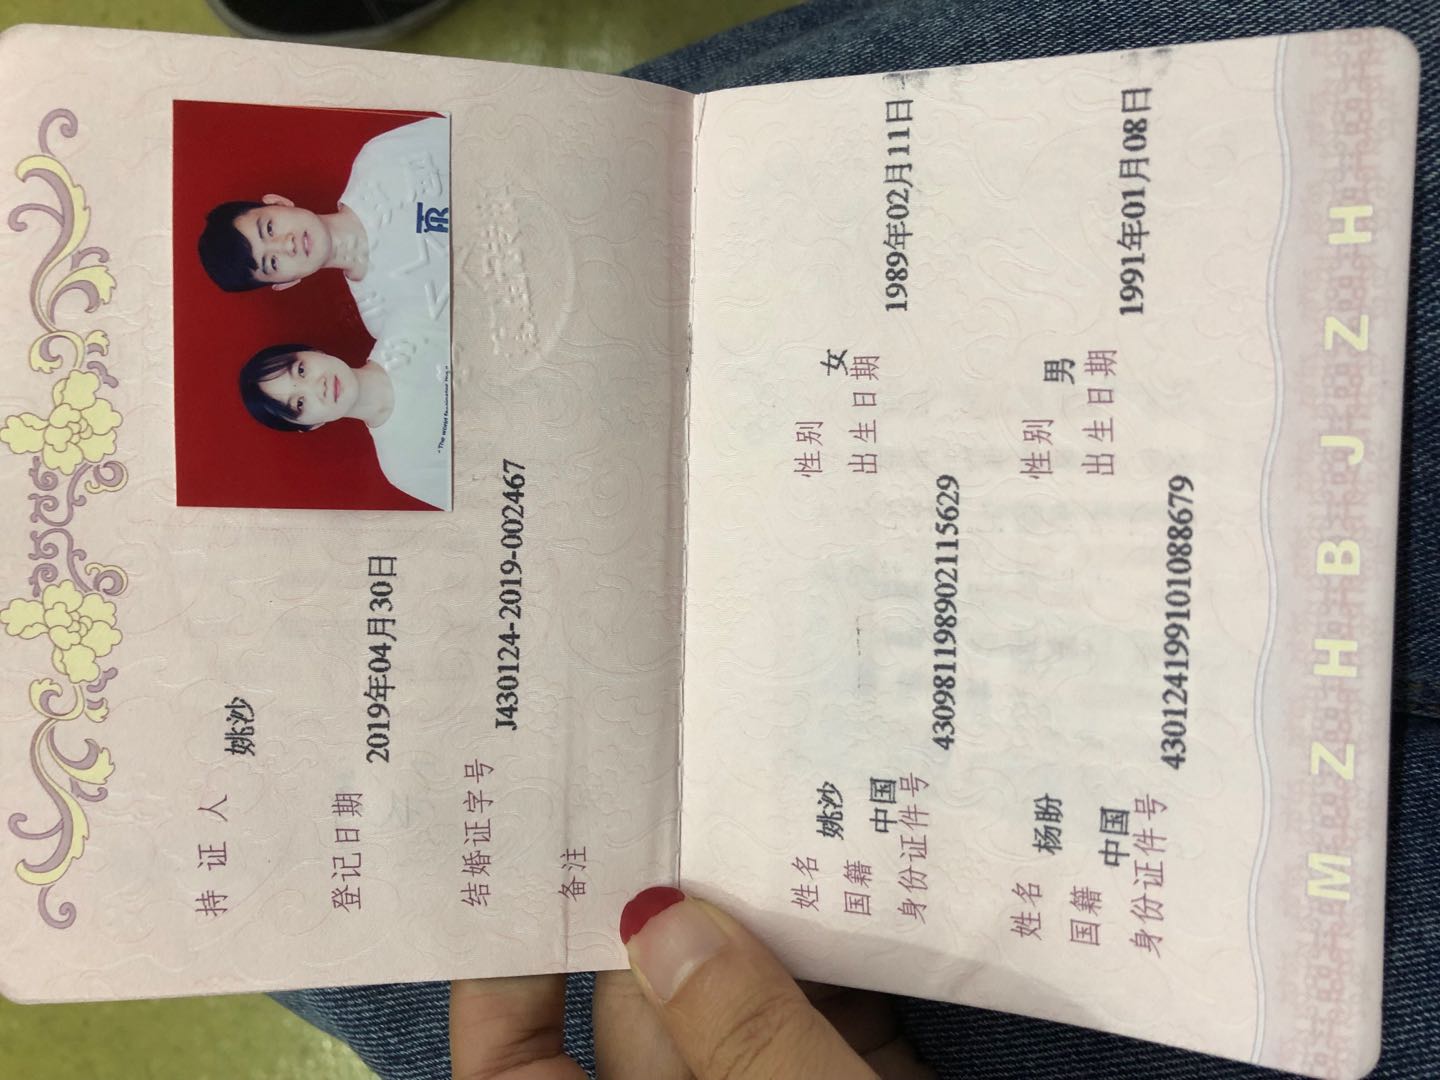 持证人
姚沙
登记日期
2019年04月30日
结婚证字号
J430124-2019-002467
备注
"The world
姓名 姚沙
性别 女
国籍 中国
出生日期 1989年02月11日
身份证件号 430981198902115629
姓名 杨盼
性别 男
国籍 中国
出生日期 1991年01月08日
身份证件号 430124199101088679
MZHBJZH